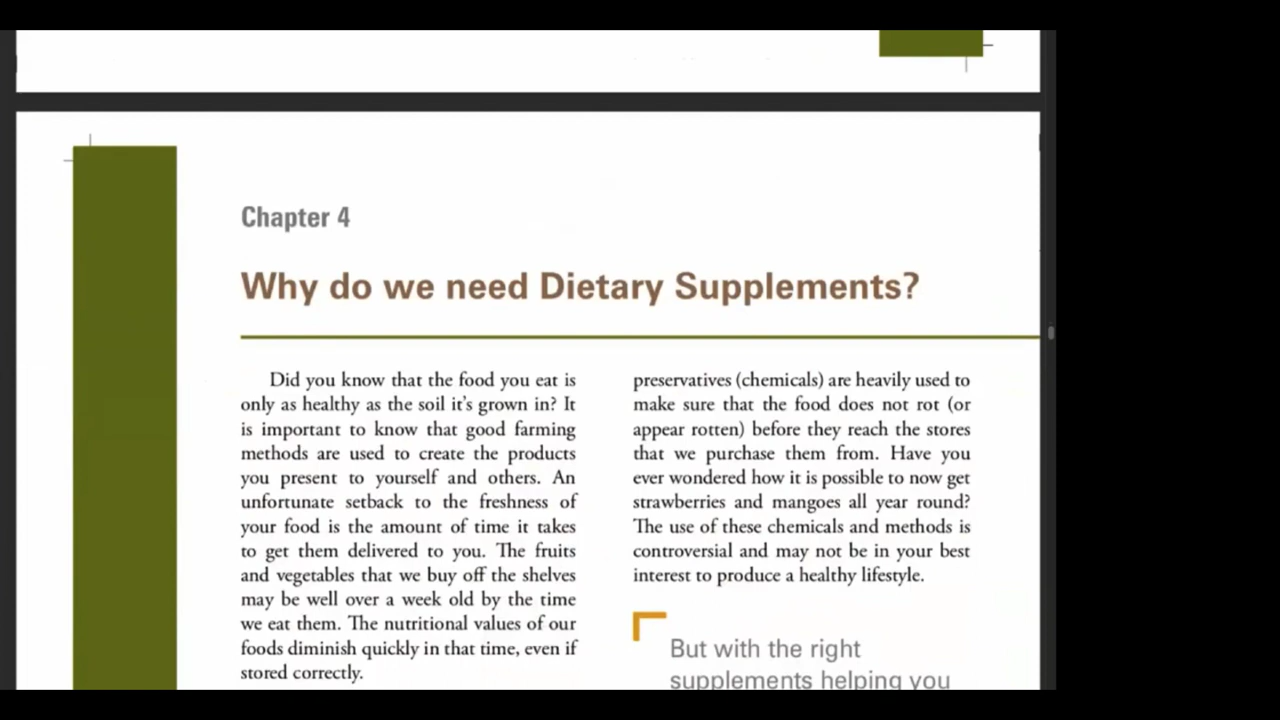 Chapter 4
Why do we need Dietary Supplements?
Did you know that the food you eat is
only as healthy as the soil it's grown in? It
is important to know that good farming
methods are used to create the products
you present to yourself and others. An
unfortunate setback to the freshness of
your food is the amount of time it takes
to get them delivered to you. The fruits
and vegetables that we buy off the shelves
may be well over a week old by the time
we eat them. The nutritional values of our
foods diminish quickly in that time, even if
stored correctly.
preservatives (chemicals) are heavily used to
make sure that the food does not rot (or
appear rotten) before they reach the stores
that we purchase them from. Have you
ever wondered how it is possible to now get
strawberries and mangoes all year round?
The use of these chemicals and methods is
controversial and may not be in your best
interest to produce a healthy lifestyle.
But with the right
supplements helping you